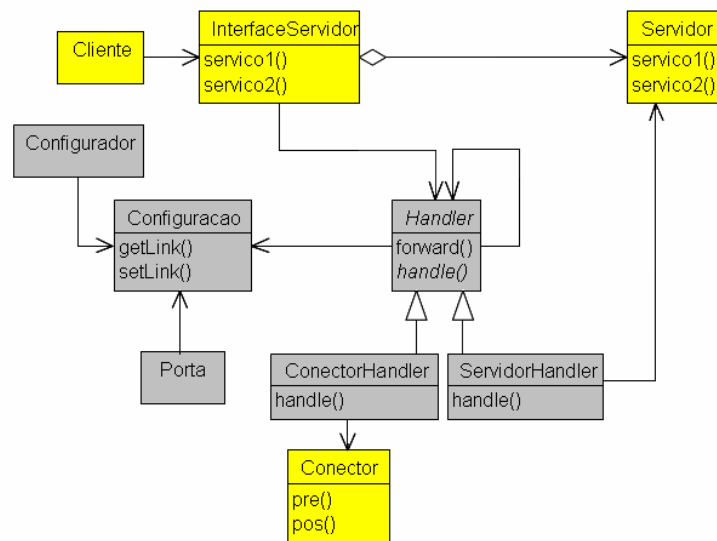 Cliente
InterfaceServidor
servico1()
servico2()
Servidor
servico1()
servico2()
Configurador
Configuracao
getLink()
setLink()
Handler
forward()
handle()
Porta
ConectorHandler
handle()
ServidorHandler
handle()
Conector
pre()
pos()